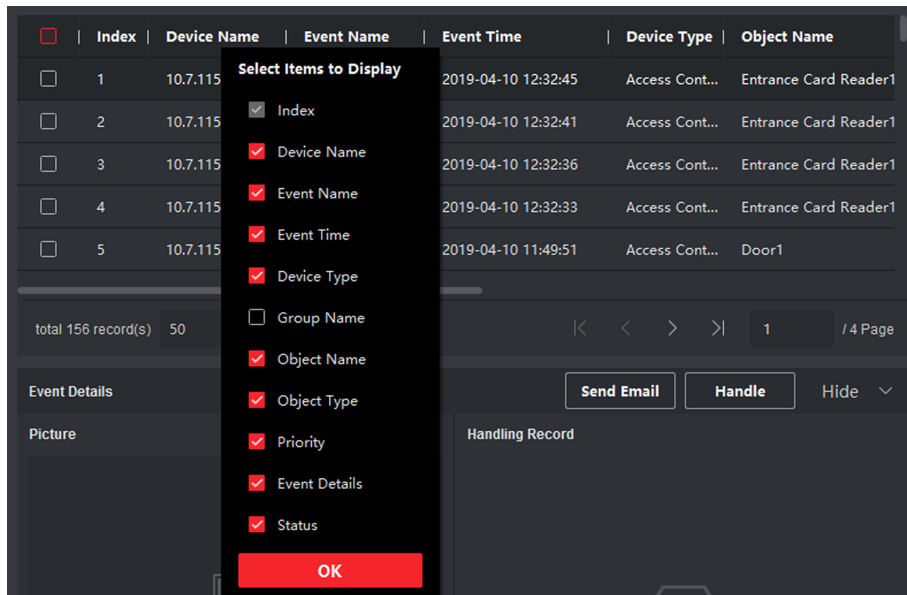 Index | Device Name | Event Name | Event Time | Device Type | Object Name
1 10.7.115 2019-04-10 12:32:45 Access Cont... Entrance Card Reader1
2 10.7.115 2019-04-10 12:32:41 Access Cont... Entrance Card Reader1
3 10.7.115 2019-04-10 12:32:36 Access Cont... Entrance Card Reader1
4 10.7.115 2019-04-10 12:32:33 Access Cont... Entrance Card Reader1
5 10.7.115 2019-04-10 11:49:51 Access Cont... Door1
Select Items to Display
Index
Device Name
Event Name
Event Time
Device Type
Group Name
Object Name
Object Type
Priority
Event Details
Status
OK
total 156 record(s) 50 1 / 4 Page
Event Details Send Email Handle Hide
Picture Handling Record